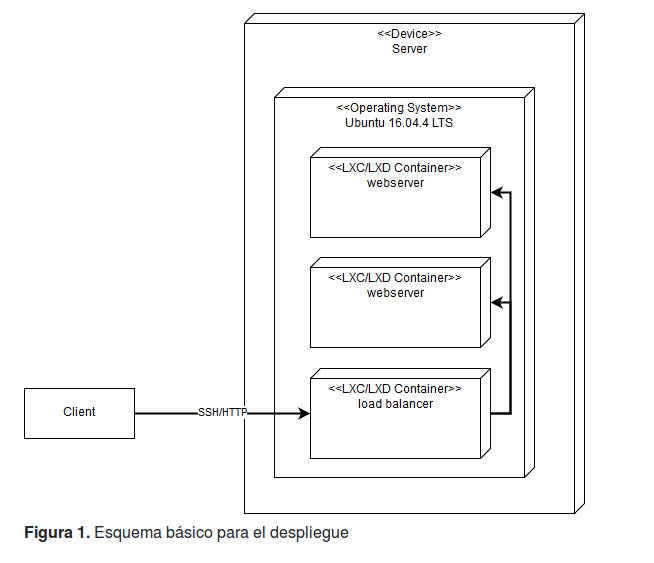 <<Device>>
Server
<<Operating System>>
Ubuntu 16.04.4 LTS
<<LXC/LXD Container>>
webserver
<<LXC/LXD Container>>
webserver
<<LXC/LXD Container>>
load balancer
Client
SSH/HTTP
Figura 1. Esquema básico para el despliegue